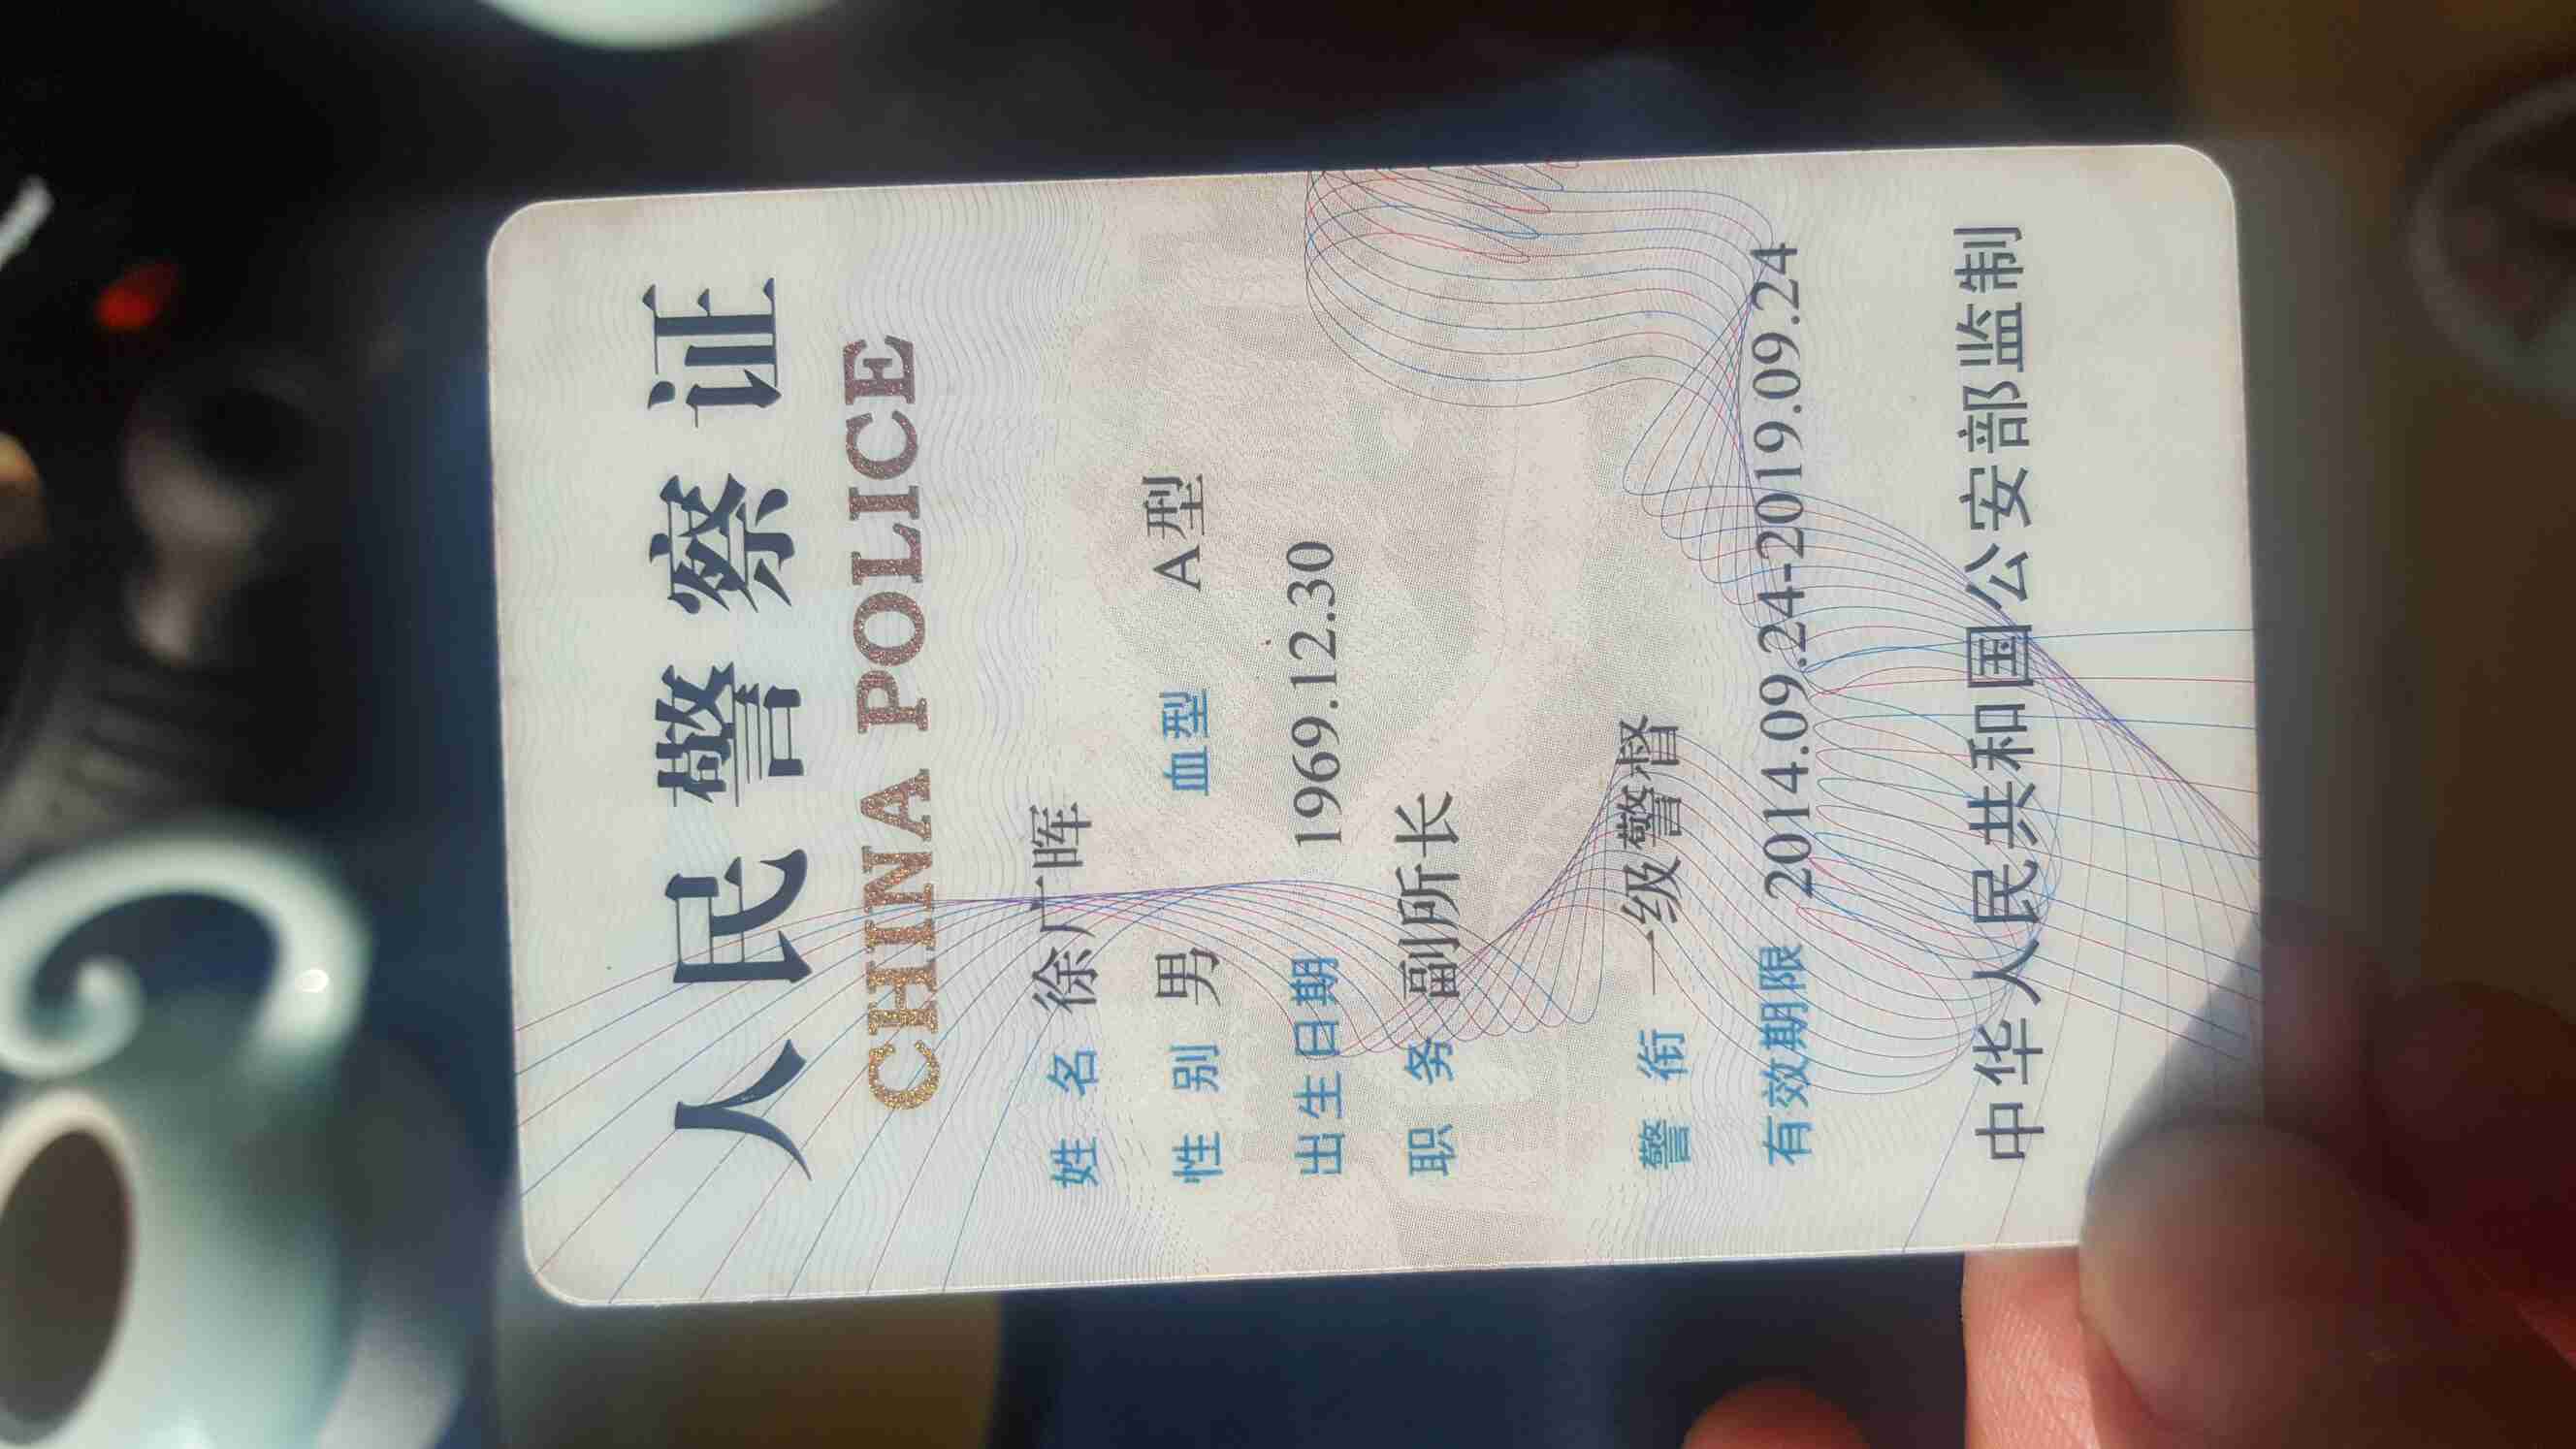 人民警察证
CHINA POLICE
姓 名 徐广晖
性 别 男 血型 A型
出生日期 1969.12.30
职 务 副所长
警 衔 一级警督
有效期限 2014.09.24-2019.09.24
中华人民共和国公安部监制